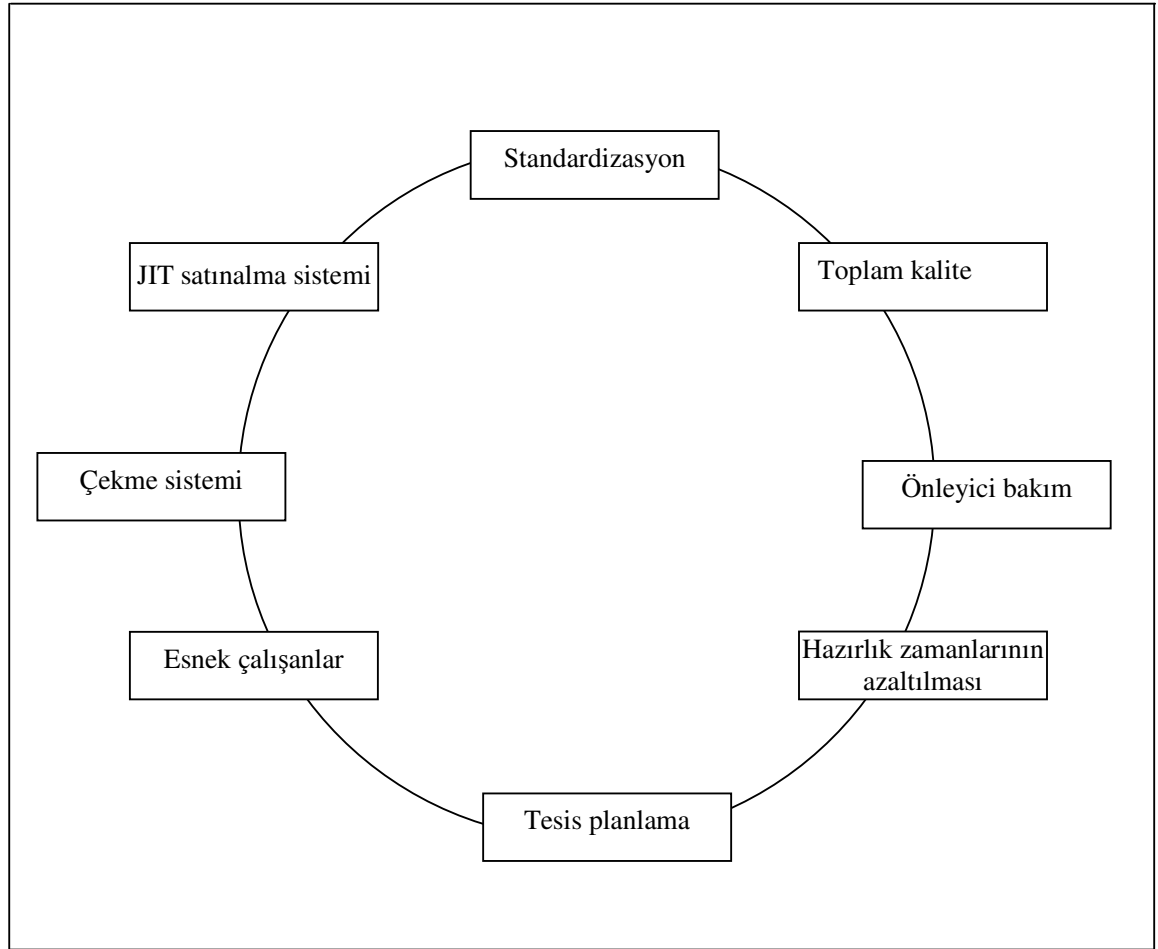 Standardizasyon
JIT satınalma sistemi
Toplam kalite
Çekme sistemi
Önleyici bakım
Esnek çalışanlar
Hazırlık zamanlarının
azaltılması
Tesis planlama